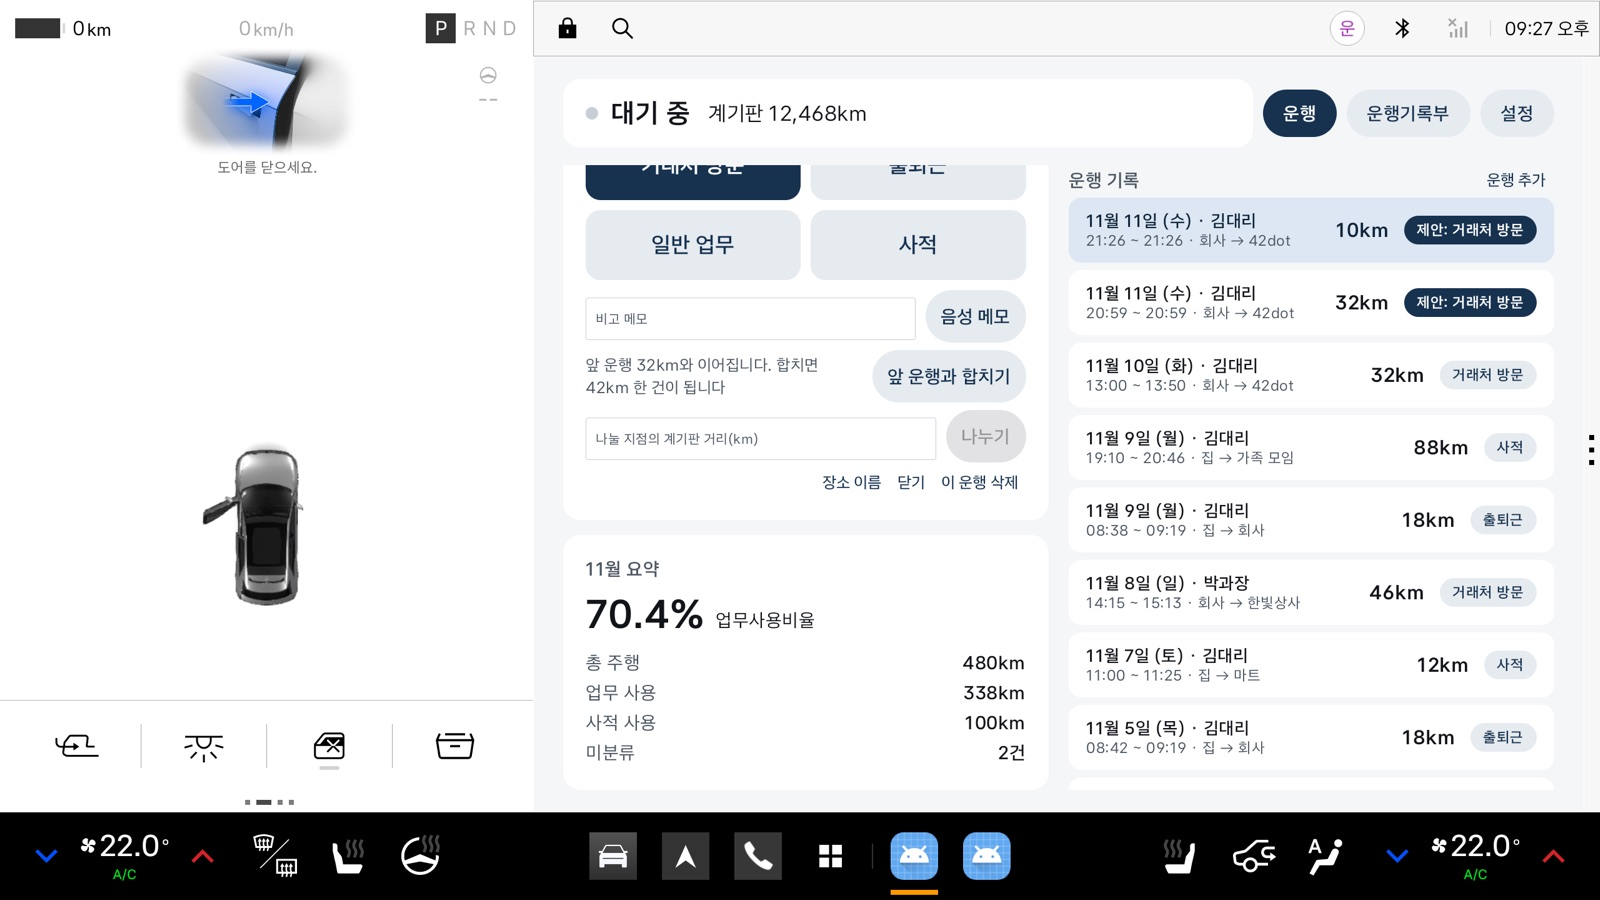 0km
0km/h
P R N D
도어를 닫으세요.
--
운
09:27 오후
대기 중 계기판 12,468km
운행
운행기록부
설정
거래처 방문
출퇴근
일반 업무
사적
비고 메모
음성 메모
앞 운행 32km와 이어집니다. 합치면
42km 한 건이 됩니다
앞 운행과 합치기
나눌 지점의 계기판 거리(km)
나누기
장소 이름 닫기 이 운행 삭제
11월 요약
70.4% 업무사용비율
총 주행 480km
업무 사용 338km
사적 사용 100km
미분류 2건
운행 기록 운행 추가
11월 11일 (수) · 김대리
21:26 ~ 21:26 · 회사 → 42dot
10km 제안: 거래처 방문
11월 11일 (수) · 김대리
20:59 ~ 20:59 · 회사 → 42dot
32km 제안: 거래처 방문
11월 10일 (화) · 김대리
13:00 ~ 13:50 · 회사 → 42dot
32km 거래처 방문
11월 9일 (월) · 김대리
19:10 ~ 20:46 · 집 → 가족 모임
88km 사적
11월 9일 (월) · 김대리
08:38 ~ 09:19 · 집 → 회사
18km 출퇴근
11월 8일 (일) · 박과장
14:15 ~ 15:13 · 회사 → 한빛상사
46km 거래처 방문
11월 7일 (토) · 김대리
11:00 ~ 11:25 · 집 → 마트
12km 사적
11월 5일 (목) · 김대리
08:42 ~ 09:19 · 집 → 회사
18km 출퇴근
22.0°
A/C
A
22.0°
A/C